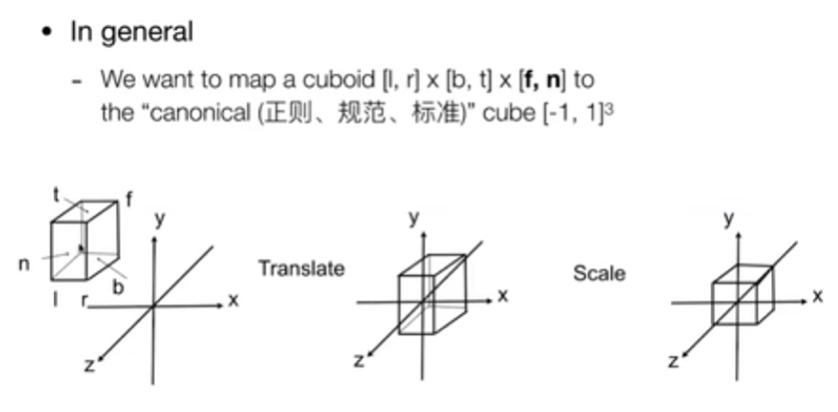 • In general
- We want to map a cuboid [l, r] x [b, t] x [f, n] to
the “canonical (正则、规范、标准)” cube [-1, 1]³
t
f
y
n
l
r
b
x
z
Translate
y
x
z
Scale
y
x
z